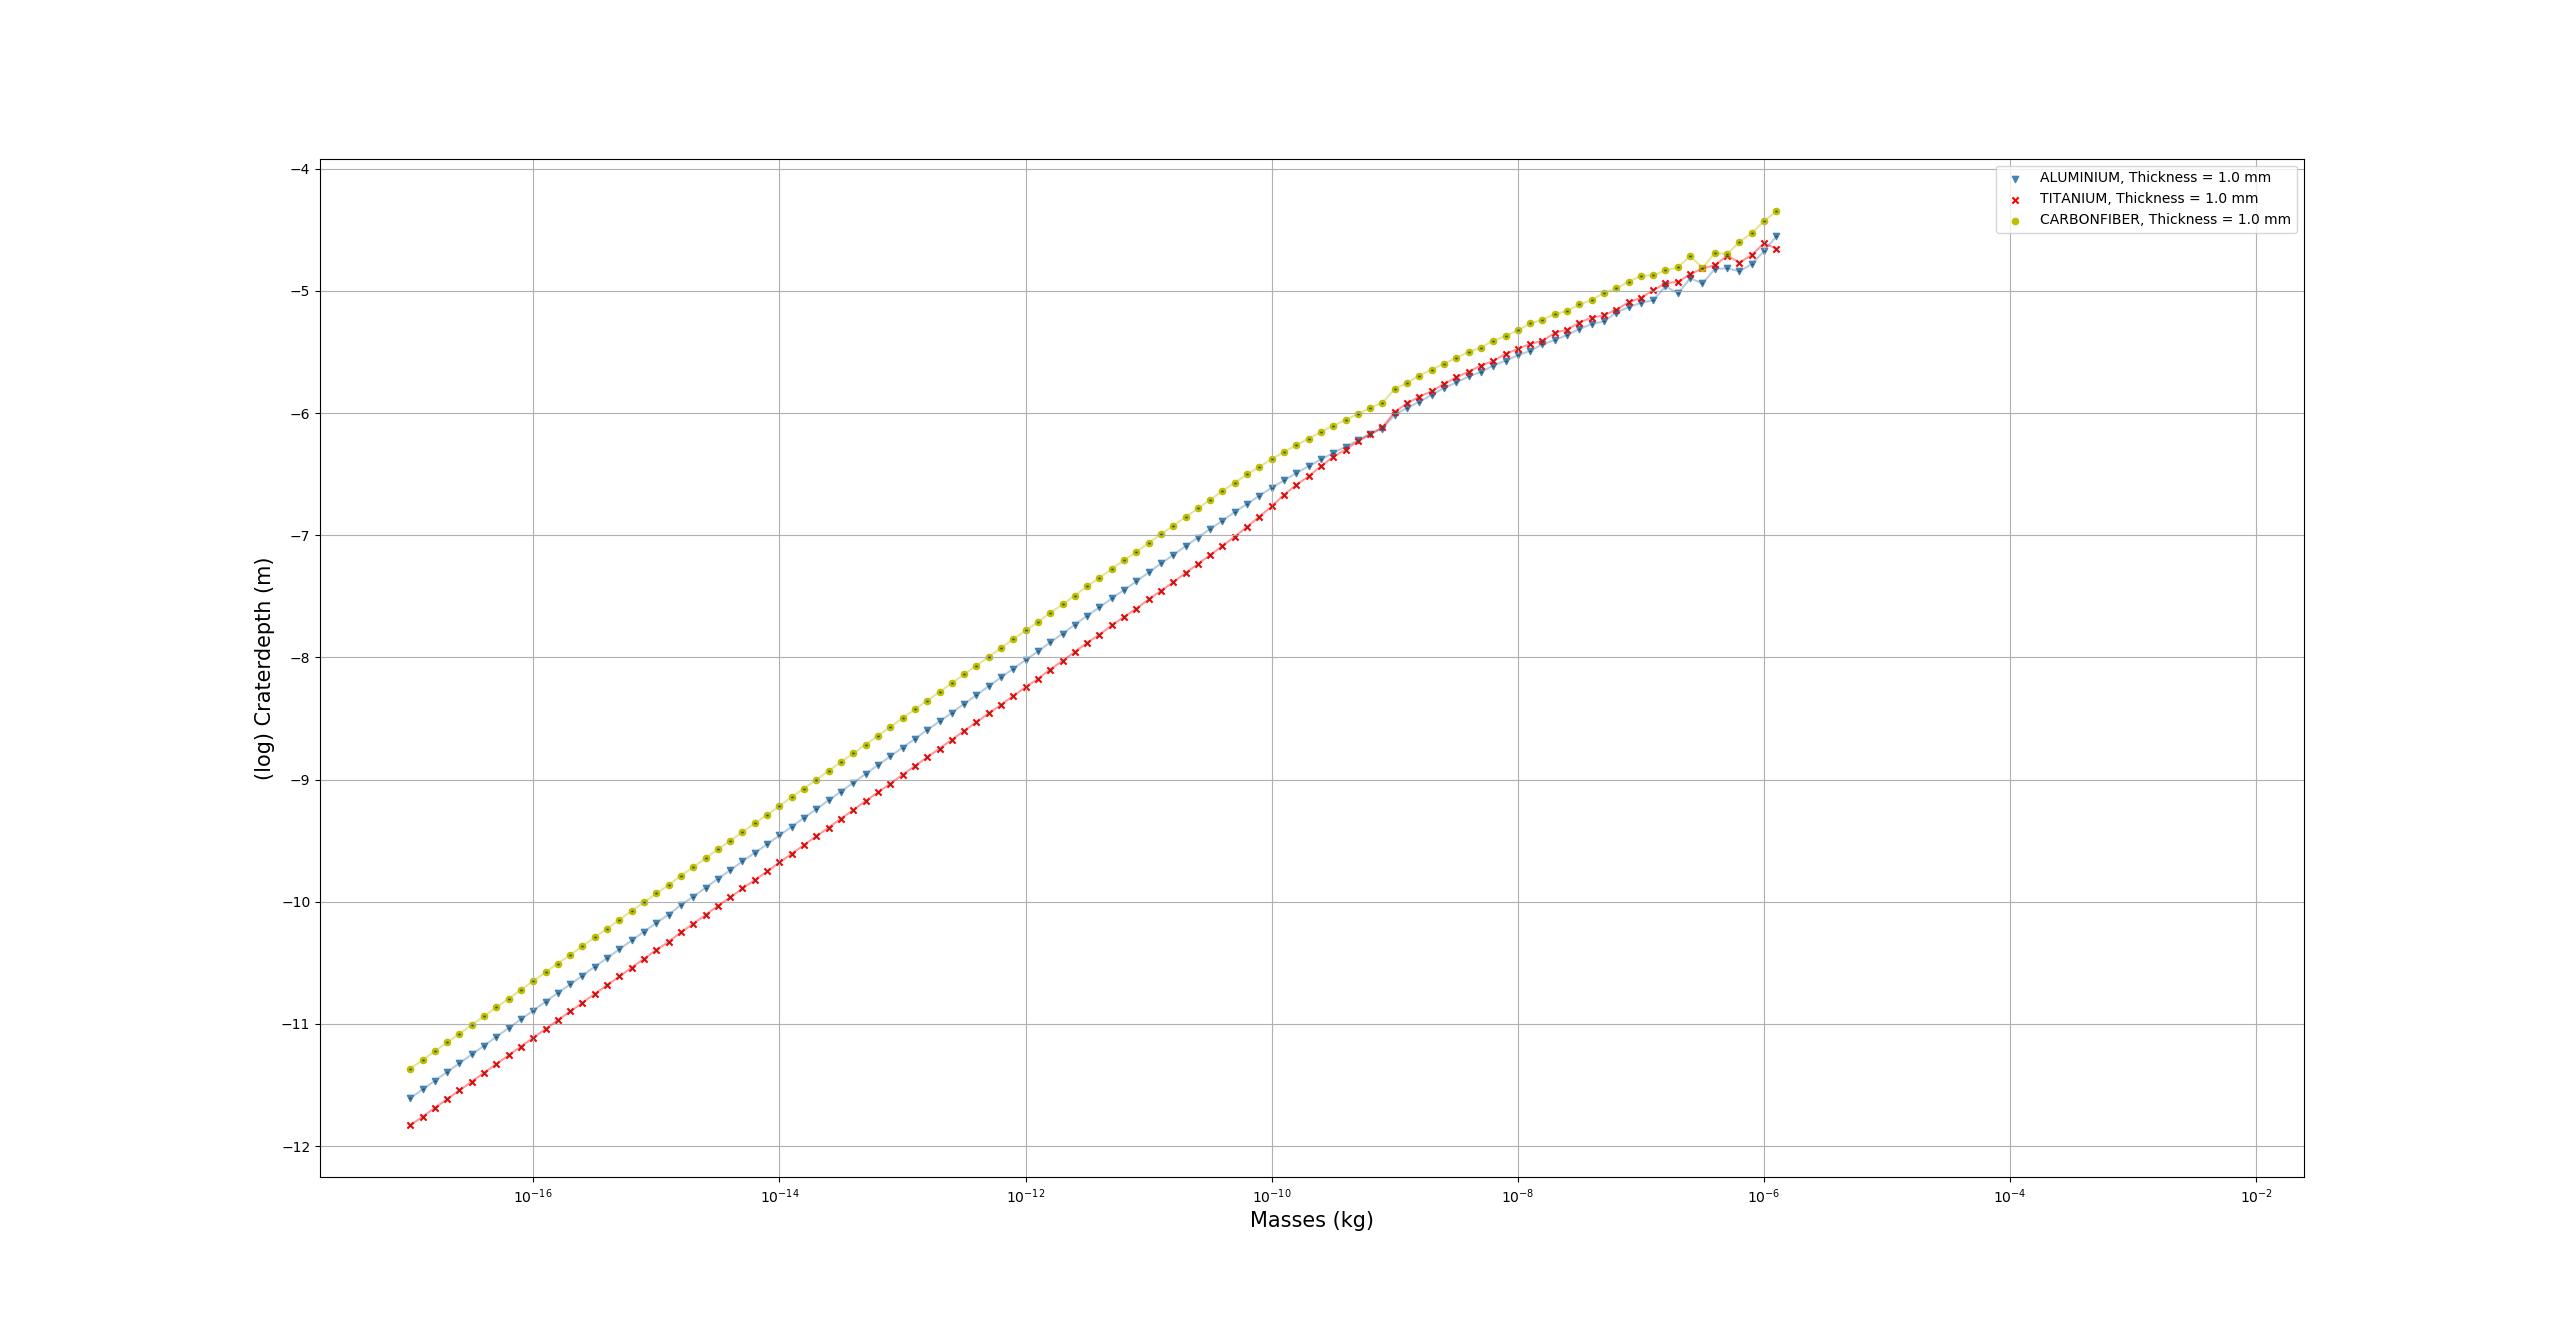 ALUMINIUM, Thickness = 1.0 mm
TITANIUM, Thickness = 1.0 mm
CARBONFIBER, Thickness = 1.0 mm
−4
−5
−6
−7
−8
−9
−10
−11
−12
(log) Craterdepth (m)
10⁻¹⁶ 10⁻¹⁴ 10⁻¹² 10⁻¹⁰ 10⁻⁸ 10⁻⁶ 10⁻⁴ 10⁻²
Masses (kg)